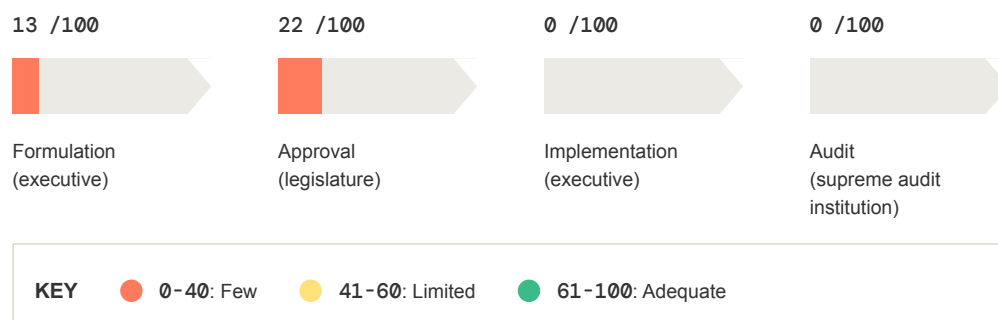 13 /100
22 /100
0 /100
0 /100
Formulation
(executive)
Approval
(legislature)
Implementation
(executive)
Audit
(supreme audit
institution)
KEY
0-40: Few
41-60: Limited
61-100: Adequate